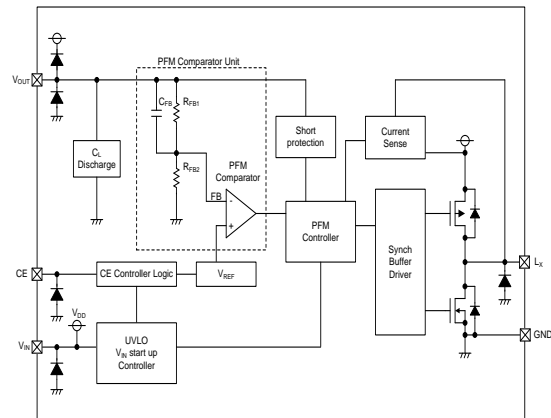 PFM Comparator Unit
VOUT
CFB
RFB1
RFB2
CL
Discharge
FB
-
+
PFM
Comparator
Short
protection
Current
Sense
PFM
Controller
Synch
Buffer
Driver
CE
CE Controller Logic
VREF
LX
VDD
VIN
UVLO
VIN start up
Controller
GND